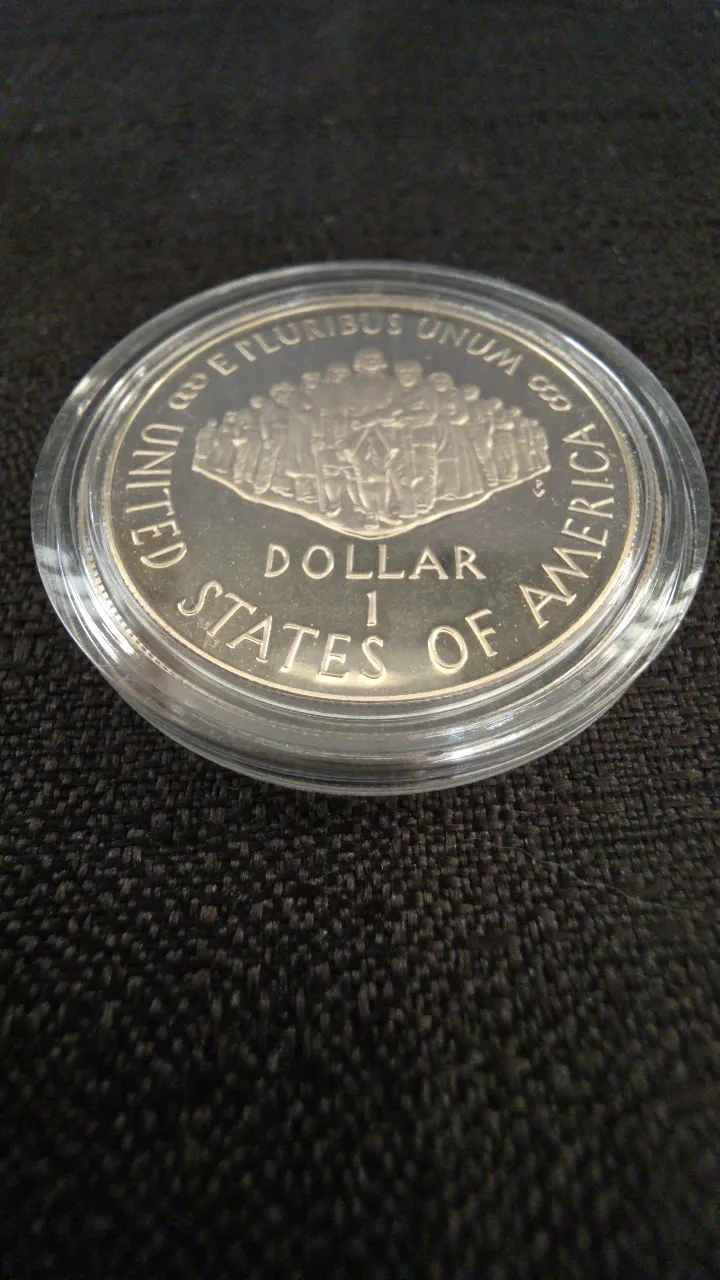 E PLURIBUS UNUM
DOLLAR
1
UNITED STATES OF AMERICA